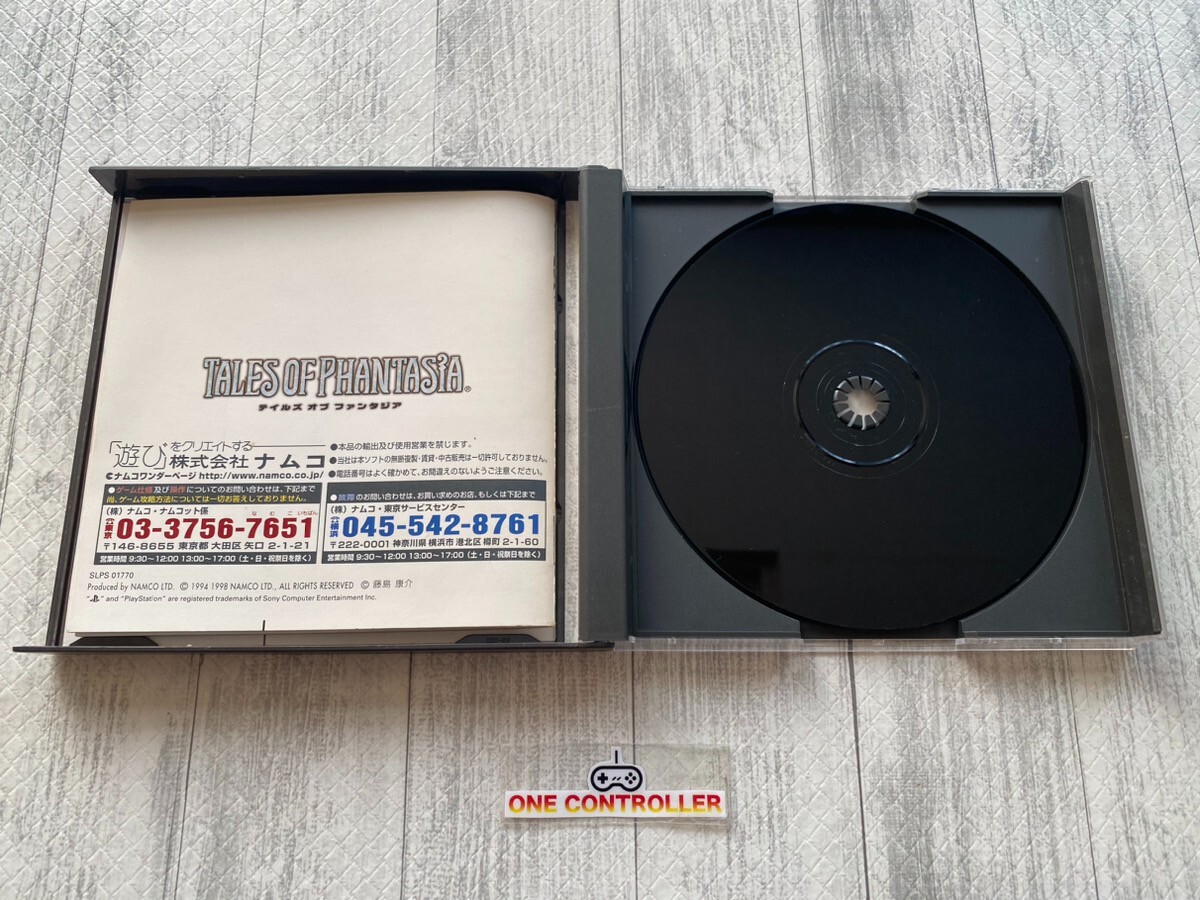 TALES OF PHANTASIA®
テイルズ オブ ファンタジア
「遊び」をクリエイトする
株式会社 ナムコ
ナムコワンダーページ http://www.namco.co.jp/
●本品の輸出及び使用営業を禁じます。
●当社は本ソフトの無断複製・賃貸・中古販売は一切許可しておりません。
●電話番号はよく確かめて、お間違えのないようご注意ください。
●ゲーム仕様及び操作についてのお問い合わせは、下記まで
尚、ゲーム攻略方法については一切お答えしておりません。
(株)ナムコ・ナムコット係
なむこ いちばん
☎東京 03-3756-7651
〒146-8655 東京都 大田区 矢口 2-1-21
営業時間 9:30~12:00 13:00~17:00 (土・日・祝祭日を除く)
●故障のお問い合わせは、お買い求めのお店、もしくは下記まで
(株)ナムコ・東京サービスセンター
☎横浜 045-542-8761
〒222-0001 神奈川県 横浜市 港北区 樽町 2-1-60
営業時間 9:30~12:00 13:00~17:00 (土・日・祝祭日を除く)
SLPS 01770
Produced by NAMCO LTD. © 1994 1998 NAMCO LTD., ALL RIGHTS RESERVED © 藤島 康介
" " and "PlayStation" are registered trademarks of Sony Computer Entertainment Inc.
ONE CONTROLLER